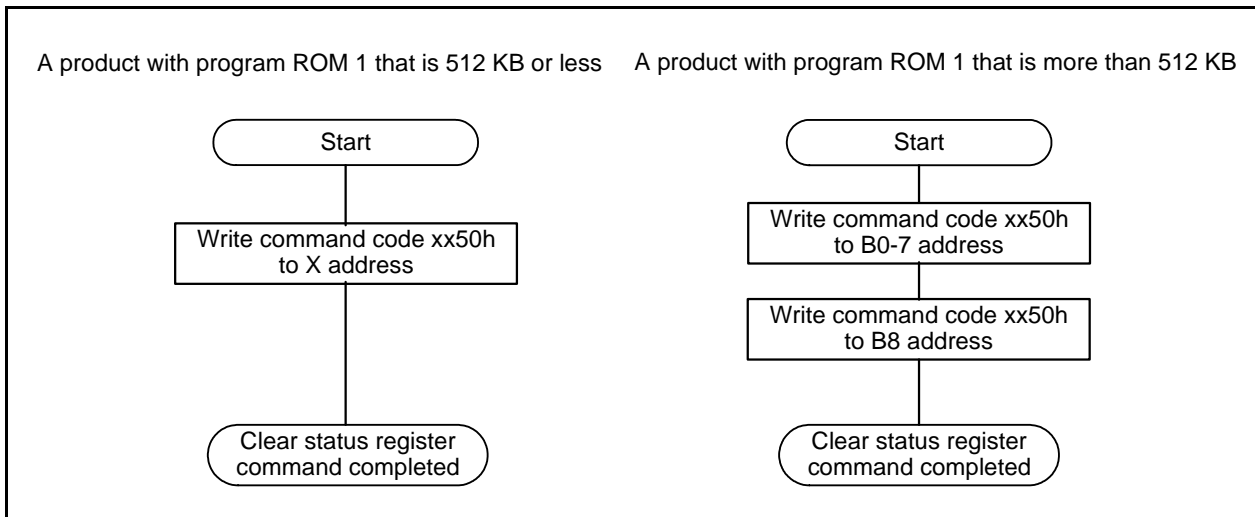 A product with program ROM 1 that is 512 KB or less
Start
Write command code xx50h
to X address
Clear status register
command completed
A product with program ROM 1 that is more than 512 KB
Start
Write command code xx50h
to B0-7 address
Write command code xx50h
to B8 address
Clear status register
command completed